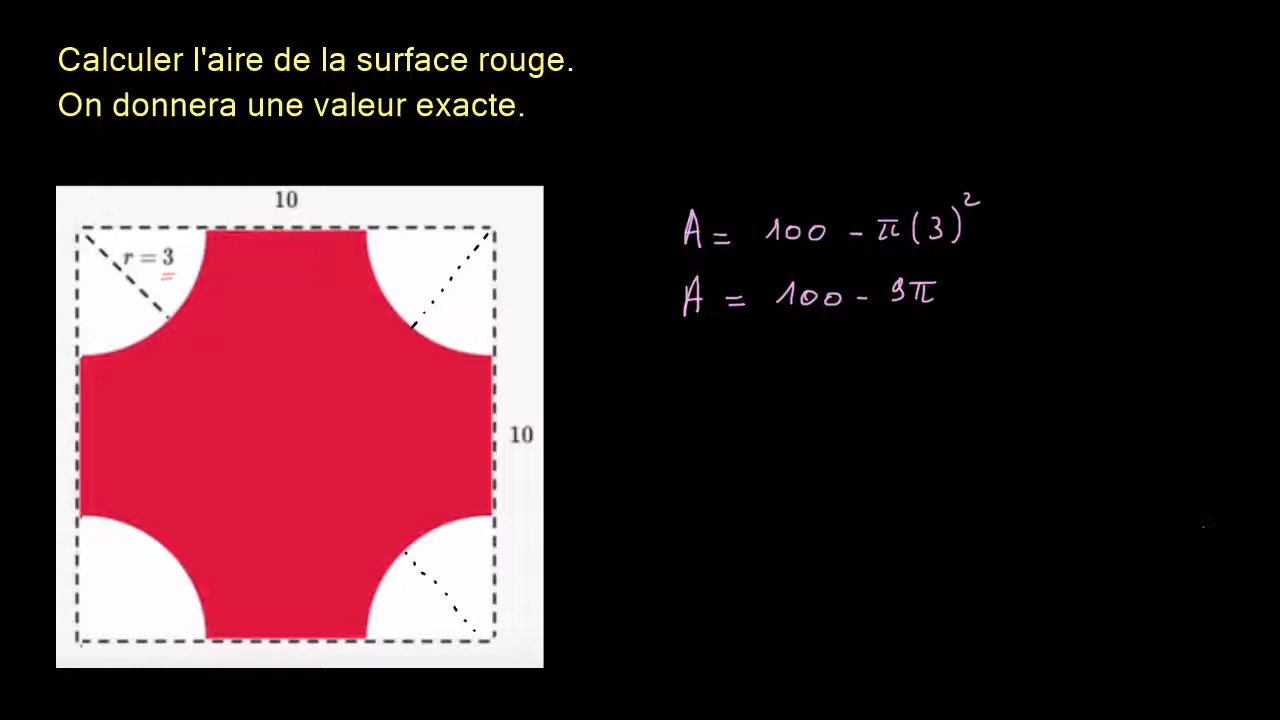 Calculer l'aire de la surface rouge.
On donnera une valeur exacte.
10
r = 3
10
A = 100 - π(3)²
A = 100 - 9π